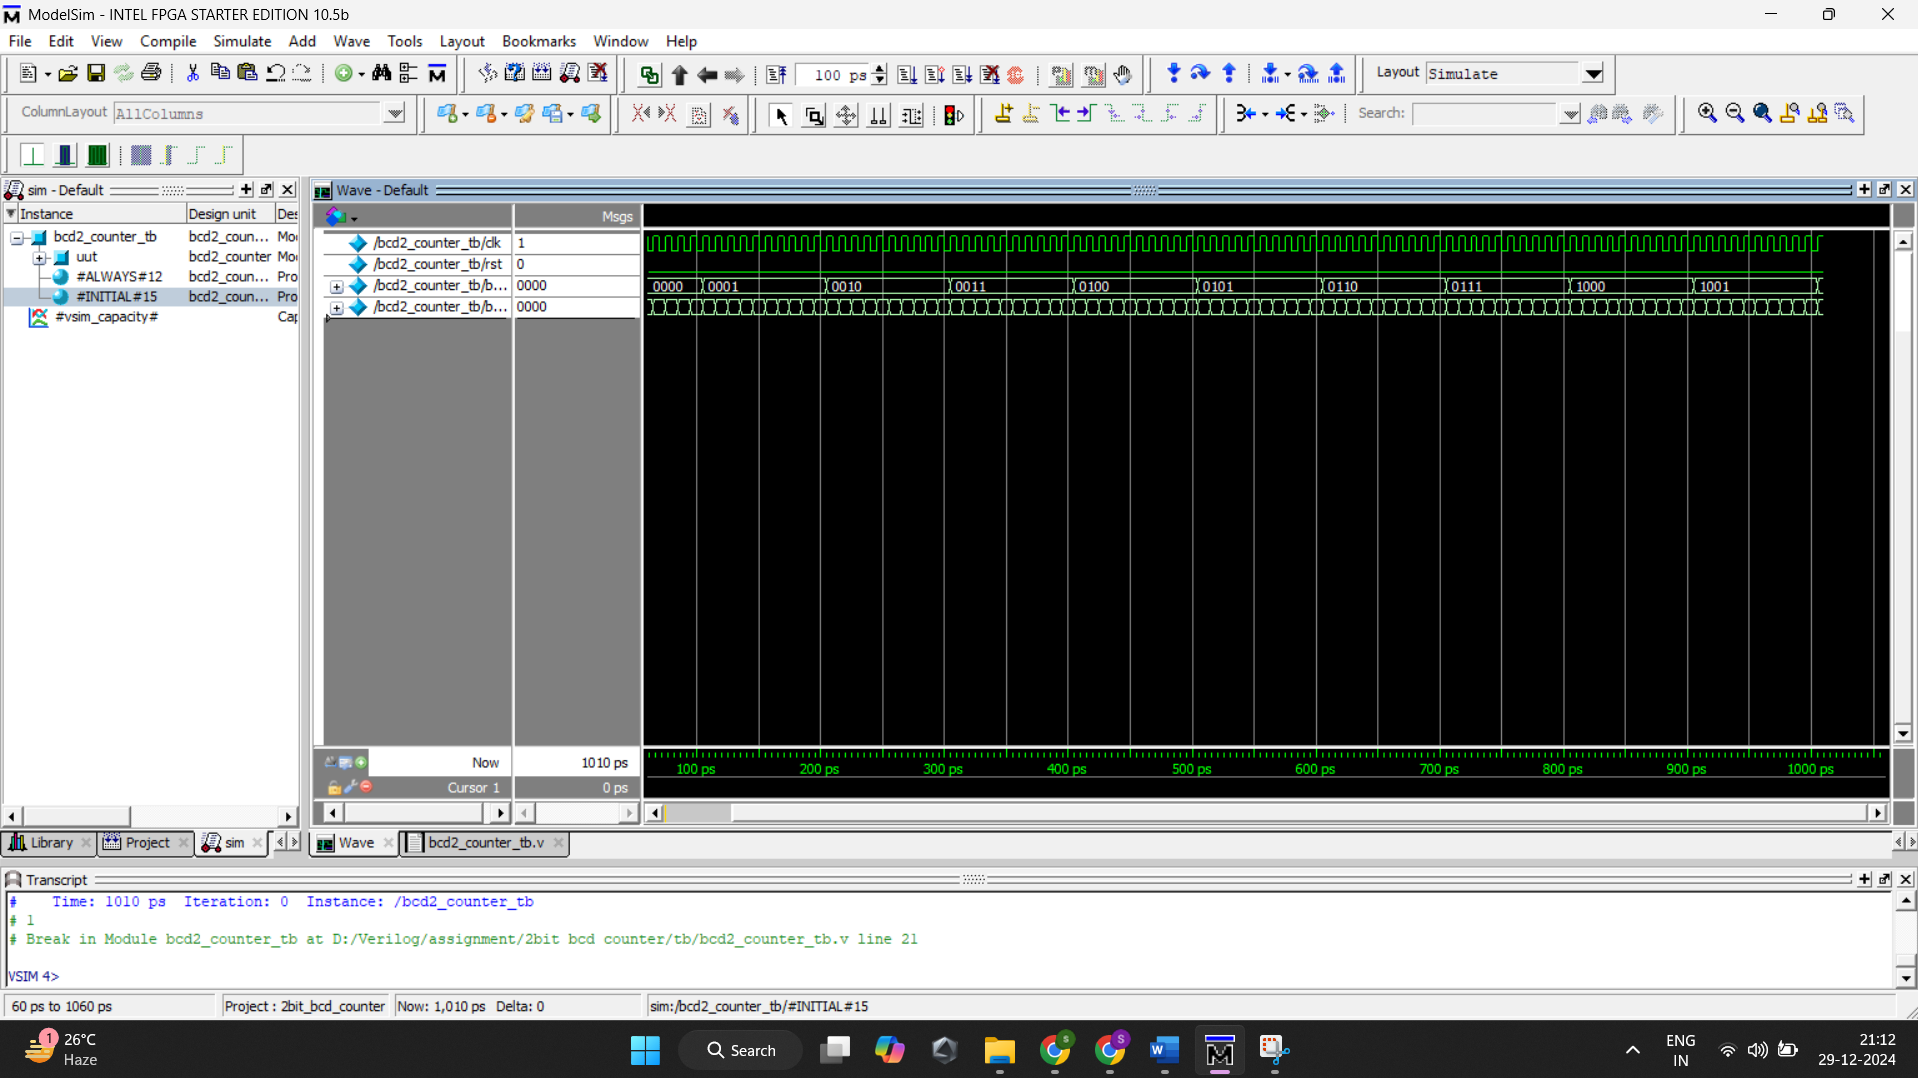 ModelSim - INTEL FPGA STARTER EDITION 10.5b
File Edit View Compile Simulate Add Wave Tools Layout Bookmarks Window Help
100 ps
Layout Simulate
ColumnLayout AllColumns
Search:
sim - Default
Wave - Default
Instance Design unit Des
Msgs
bcd2_counter_tb bcd2_coun... Mo
uut bcd2_counter Mo
#ALWAYS#12 bcd2_coun... Pro
#INITIAL#15 bcd2_coun... Pro
#vsim_capacity# Cap
/bcd2_counter_tb/clk 1
/bcd2_counter_tb/rst 0
/bcd2_counter_tb/b... 0000 0000 0001 0010 0011 0100 0101 0110 0111 1000 1001
/bcd2_counter_tb/b... 0000
Now 1010 ps
100 ps 200 ps 300 ps 400 ps 500 ps 600 ps 700 ps 800 ps 900 ps 1000 ps
Cursor 1 0 ps
Library Project sim
Wave bcd2_counter_tb.v
Transcript
# Time: 1010 ps Iteration: 0 Instance: /bcd2_counter_tb
# 1
# Break in Module bcd2_counter_tb at D:/Verilog/assignment/2bit bcd counter/tb/bcd2_counter_tb.v line 21
VSIM 4>
60 ps to 1060 ps Project : 2bit_bcd_counter Now: 1,010 ps Delta: 0 sim:/bcd2_counter_tb/#INITIAL#15
1
26°C
Haze
Search
S
S
W
ENG
IN
21:12
29-12-2024